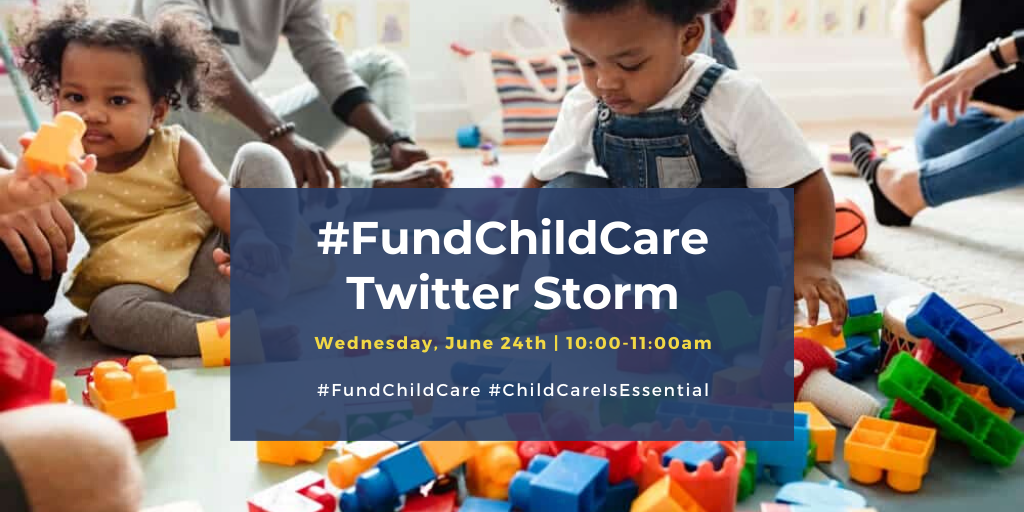 #FundChildCare
Twitter Storm
Wednesday, June 24th | 10:00-11:00am
#FundChildCare #ChildCareIsEssential